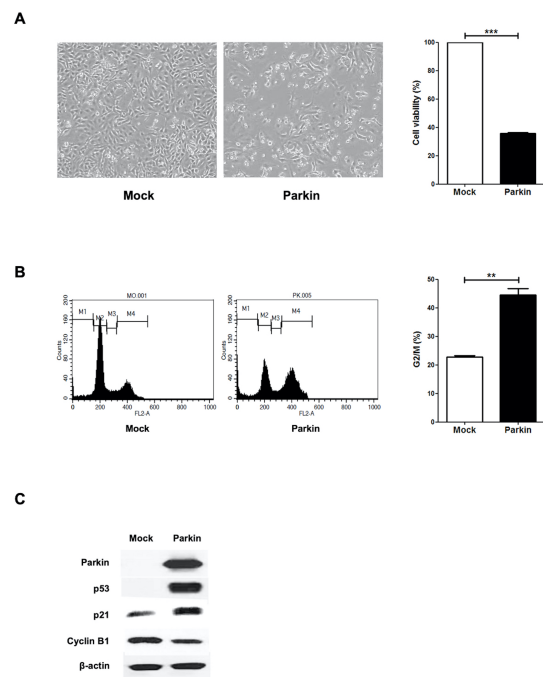 A
Mock
Parkin
***
Cell viability (%)
100
80
60
40
20
0
Mock
Parkin
B
MO.001
Counts
200
160
120
80
40
0
M1
M2
M3
M4
0
200
400
600
800
1000
FL2-A
Mock
PK.005
Counts
200
160
120
80
40
0
M1
M2
M3
M4
0
200
400
600
800
1000
FL2-A
Parkin
**
G2/M (%)
50
40
30
20
10
0
Mock
Parkin
C
Mock Parkin
Parkin
p53
p21
Cyclin B1
β-actin